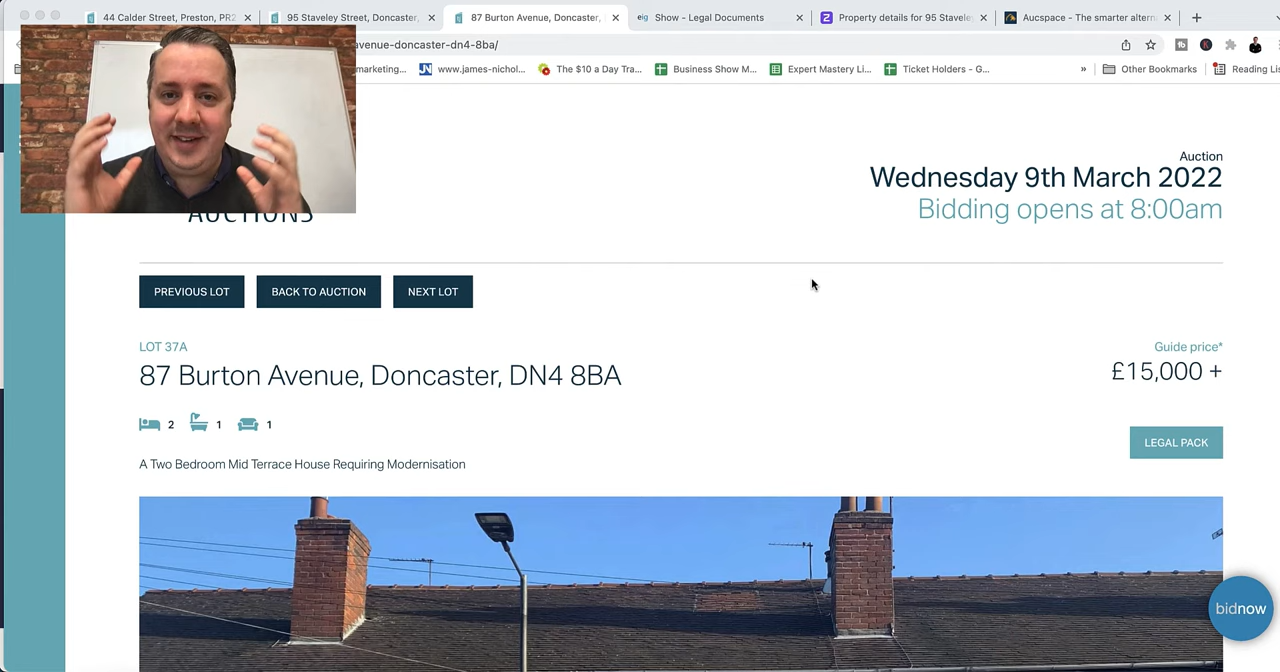 44 Calder Street, Preston, PR2
95 Staveley Street, Doncaster,
87 Burton Avenue, Doncaster,
eig Show - Legal Documents
Property details for 95 Stavele
Aucspace - The smarter altern
avenue-doncaster-dn4-8ba/
marketing...
www.james-nichol...
The $10 a Day Tra...
Business Show M...
Expert Mastery Li...
Ticket Holders - G...
»
Other Bookmarks
Reading Lis
AUCTIONS
Auction
Wednesday 9th March 2022
Bidding opens at 8:00am
PREVIOUS LOT
BACK TO AUCTION
NEXT LOT
LOT 37A
Guide price*
87 Burton Avenue, Doncaster, DN4 8BA
£15,000 +
2 1 1
LEGAL PACK
A Two Bedroom Mid Terrace House Requiring Modernisation
bidnow